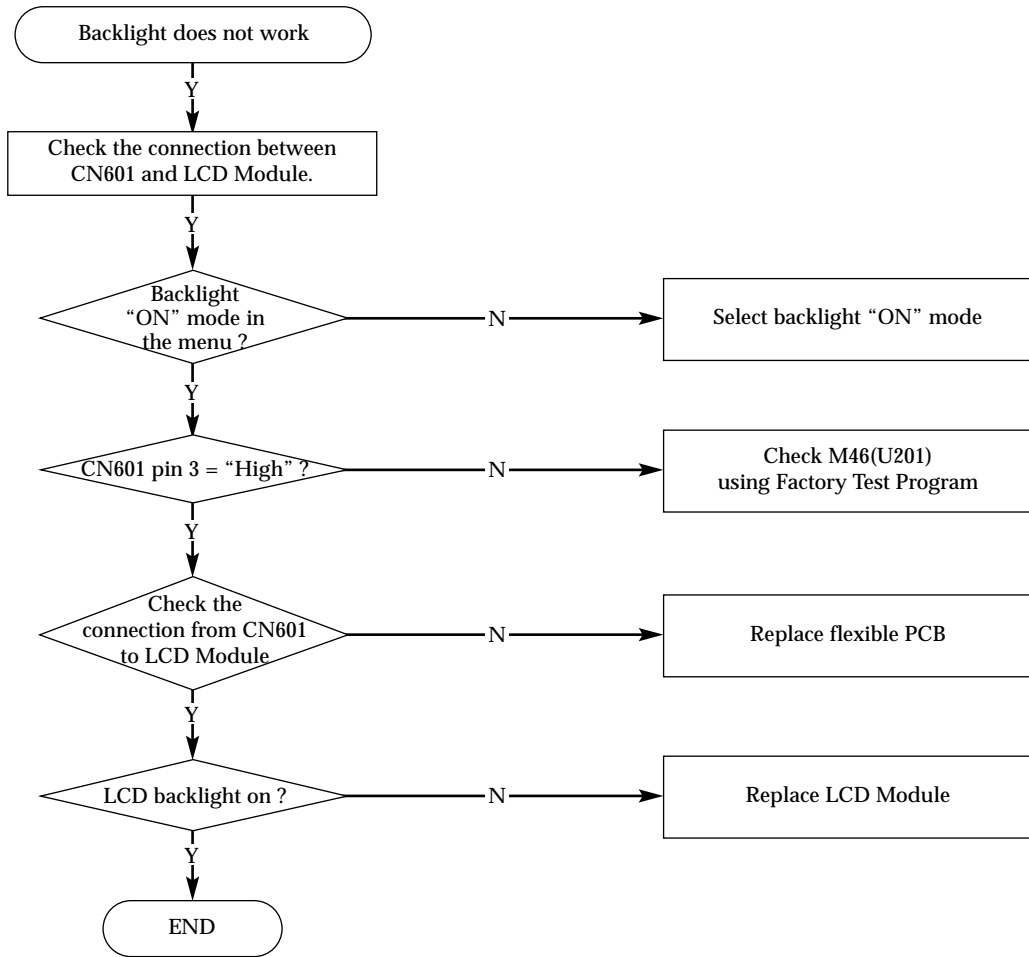 Backlight does not work
Y
Check the connection between
CN601 and LCD Module.
Y
Backlight
“ON” mode in
the menu ?
N
Select backlight “ON” mode
Y
CN601 pin 3 = “High” ?
N
Check M46(U201)
using Factory Test Program
Y
Check the
connection from CN601
to LCD Module
N
Replace flexible PCB
Y
LCD backlight on ?
N
Replace LCD Module
Y
END